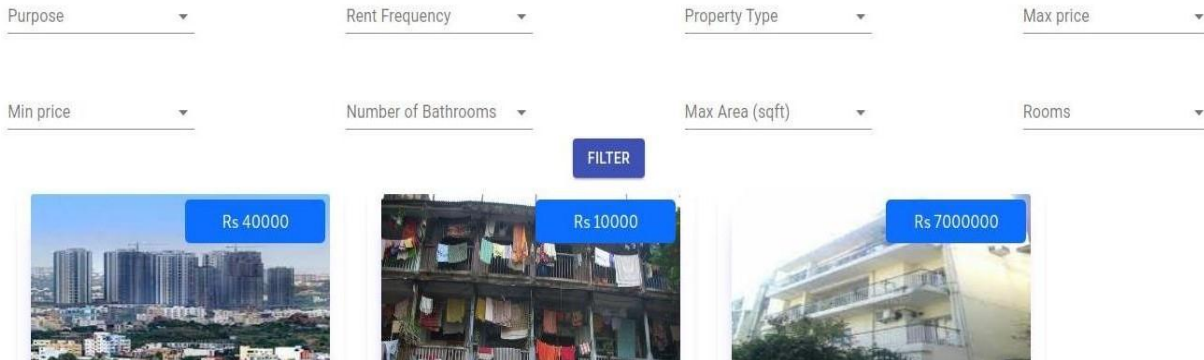 Purpose Rent Frequency Property Type Max price
Min price Number of Bathrooms Max Area (sqft) Rooms
FILTER
Rs 40000 Rs 10000 Rs 7000000